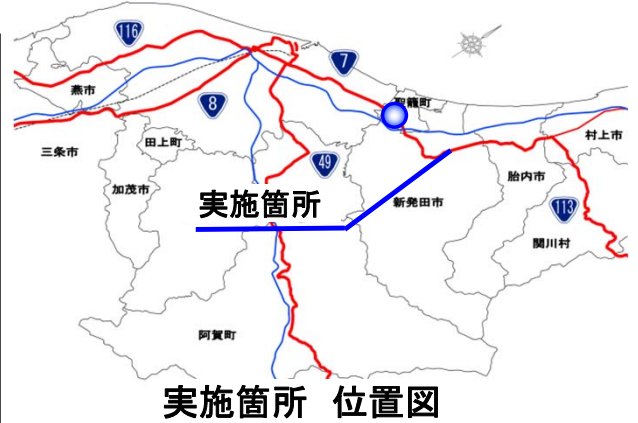 116
7
燕市
8
聖籠町
村上市
三条市
田上町
49
胎内市
加茂市
実施箇所
新発田市
113
関川村
阿賀町
実施箇所 位置図